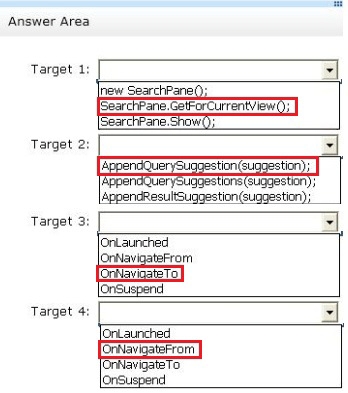 Answer Area
Target 1:
new SearchPane();
SearchPane.GetForCurrentView();
SearchPane.Show();
Target 2:
AppendQuerySuggestion(suggestion);
AppendQuerySuggestions(suggestion);
AppendResultSuggestion(suggestion);
Target 3:
OnLaunched
OnNavigateFrom
OnNavigateTo
OnSuspend
Target 4:
OnLaunched
OnNavigateFrom
OnNavigateTo
OnSuspend